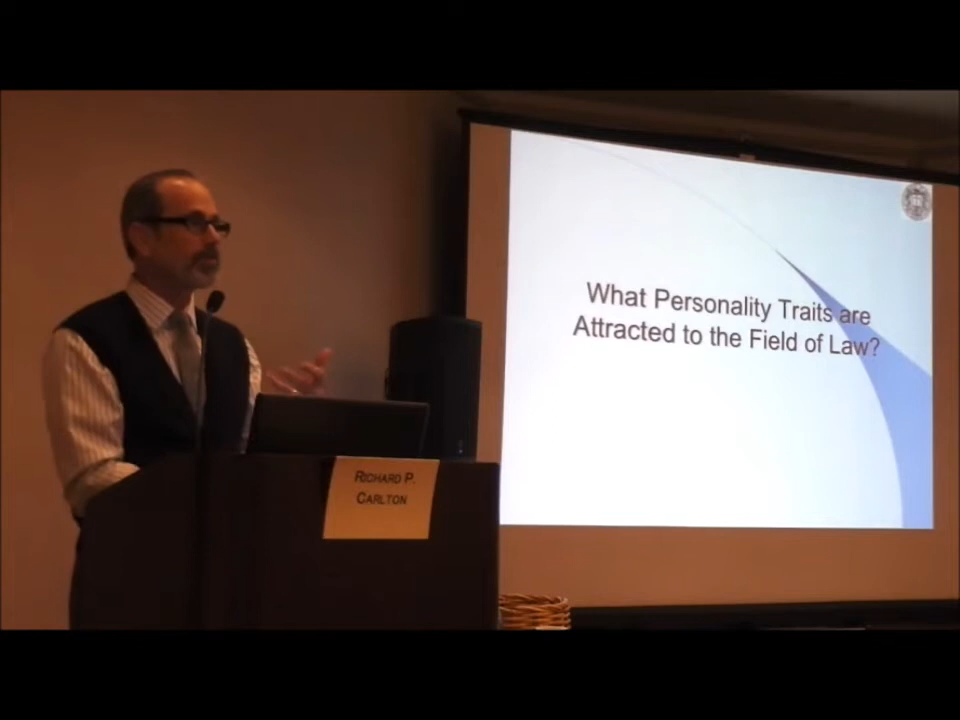 What Personality Traits are
Attracted to the Field of Law?
RICHARD P.
CARLTON